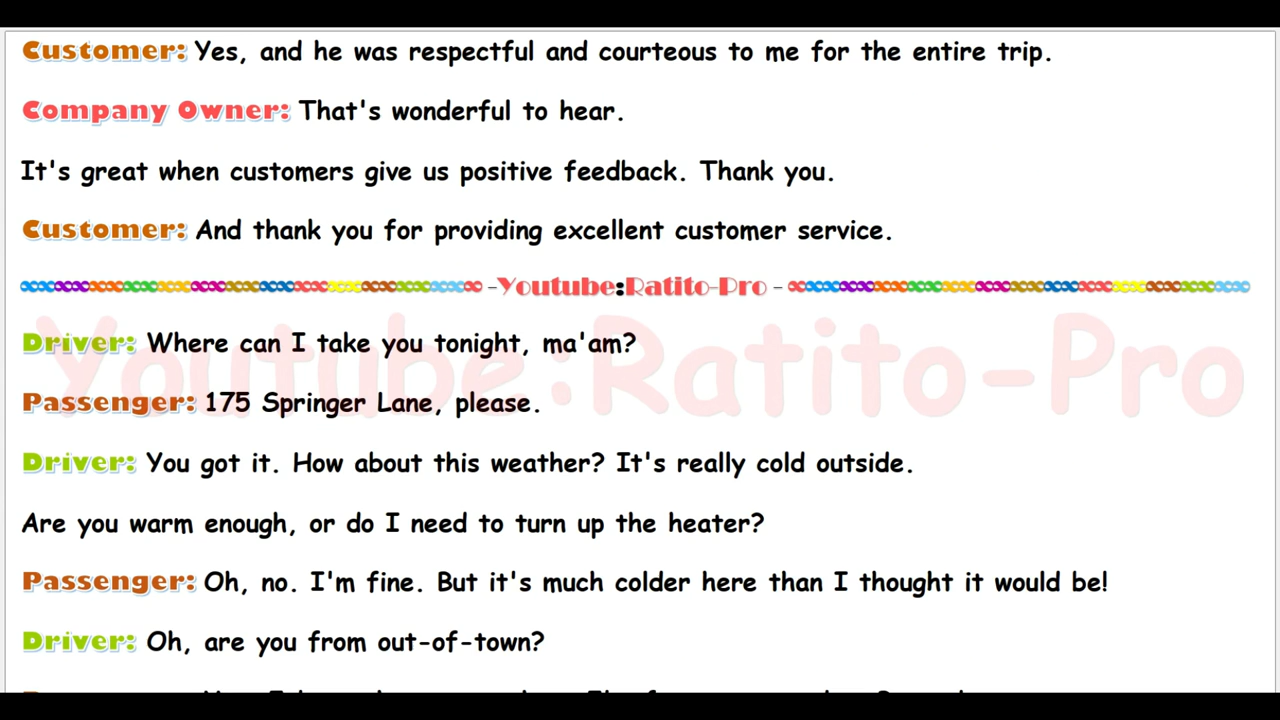 Customer: Yes, and he was respectful and courteous to me for the entire trip.
Company Owner: That's wonderful to hear.
It's great when customers give us positive feedback. Thank you.
Customer: And thank you for providing excellent customer service.
-Youtube:Ratito-Pro -
Driver: Where can I take you tonight, ma'am?
Youtube:Ratito-Pro
Passenger: 175 Springer Lane, please.
Driver: You got it. How about this weather? It's really cold outside.
Are you warm enough, or do I need to turn up the heater?
Passenger: Oh, no. I'm fine. But it's much colder here than I thought it would be!
Driver: Oh, are you from out-of-town?